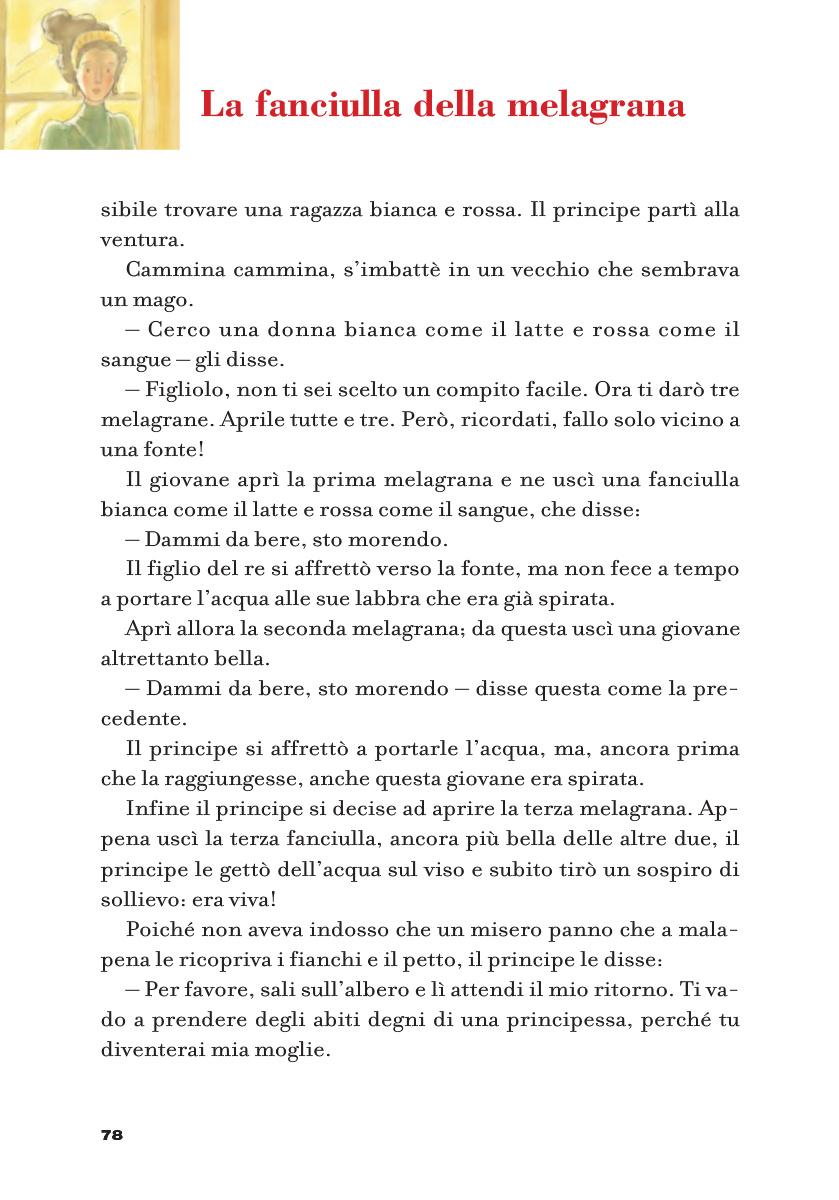 La fanciulla della melagrana
sibile trovare una ragazza bianca e rossa. Il principe partì alla
ventura.
Cammina cammina, s’imbattè in un vecchio che sembrava
un mago.
– Cerco una donna bianca come il latte e rossa come il
sangue – gli disse.
– Figliolo, non ti sei scelto un compito facile. Ora ti darò tre
melagrane. Aprile tutte e tre. Però, ricordati, fallo solo vicino a
una fonte!
Il giovane aprì la prima melagrana e ne uscì una fanciulla
bianca come il latte e rossa come il sangue, che disse:
– Dammi da bere, sto morendo.
Il figlio del re si affrettò verso la fonte, ma non fece a tempo
a portare l’acqua alle sue labbra che era già spirata.
Aprì allora la seconda melagrana; da questa uscì una giovane
altrettanto bella.
– Dammi da bere, sto morendo – disse questa come la pre-
cedente.
Il principe si affrettò a portarle l’acqua, ma, ancora prima
che la raggiungesse, anche questa giovane era spirata.
Infine il principe si decise ad aprire la terza melagrana. Ap-
pena uscì la terza fanciulla, ancora più bella delle altre due, il
principe le gettò dell’acqua sul viso e subito tirò un sospiro di
sollievo: era viva!
Poiché non aveva indosso che un misero panno che a mala-
pena le ricopriva i fianchi e il petto, il principe le disse:
– Per favore, sali sull’albero e lì attendi il mio ritorno. Ti va-
do a prendere degli abiti degni di una principessa, perché tu
diventerai mia moglie.
78